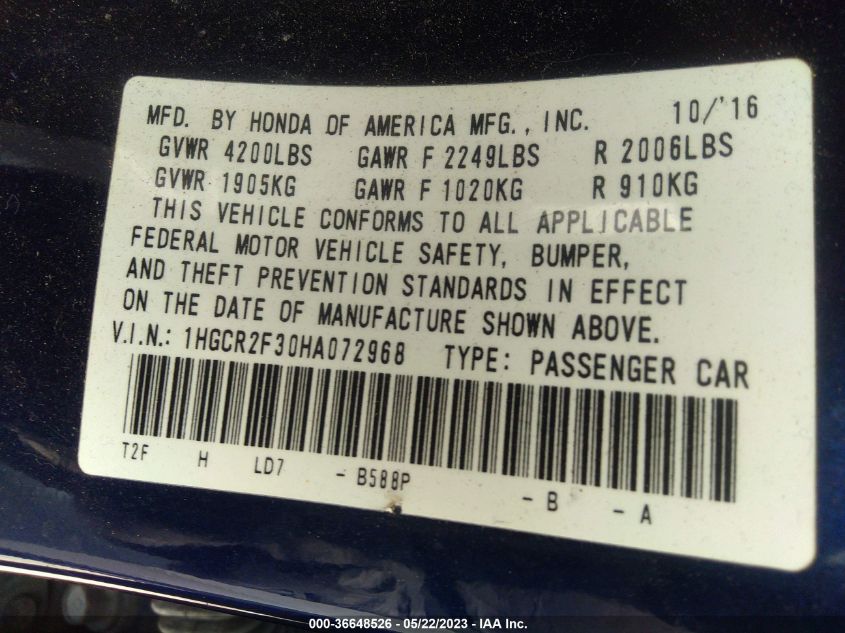 MFD. BY HONDA OF AMERICA MFG., INC. 10/'16
GVWR 4200LBS GAWR F 2249LBS R 2006LBS
GVWR 1905KG GAWR F 1020KG R 910KG
THIS VEHICLE CONFORMS TO ALL APPLICABLE
FEDERAL MOTOR VEHICLE SAFETY, BUMPER,
AND THEFT PREVENTION STANDARDS IN EFFECT
ON THE DATE OF MANUFACTURE SHOWN ABOVE.
V.I.N.: 1HGCR2F30HA072968 TYPE: PASSENGER CAR
T2F H LD7 - B588P - B - A
000-36648526 - 05/22/2023 - IAA Inc.